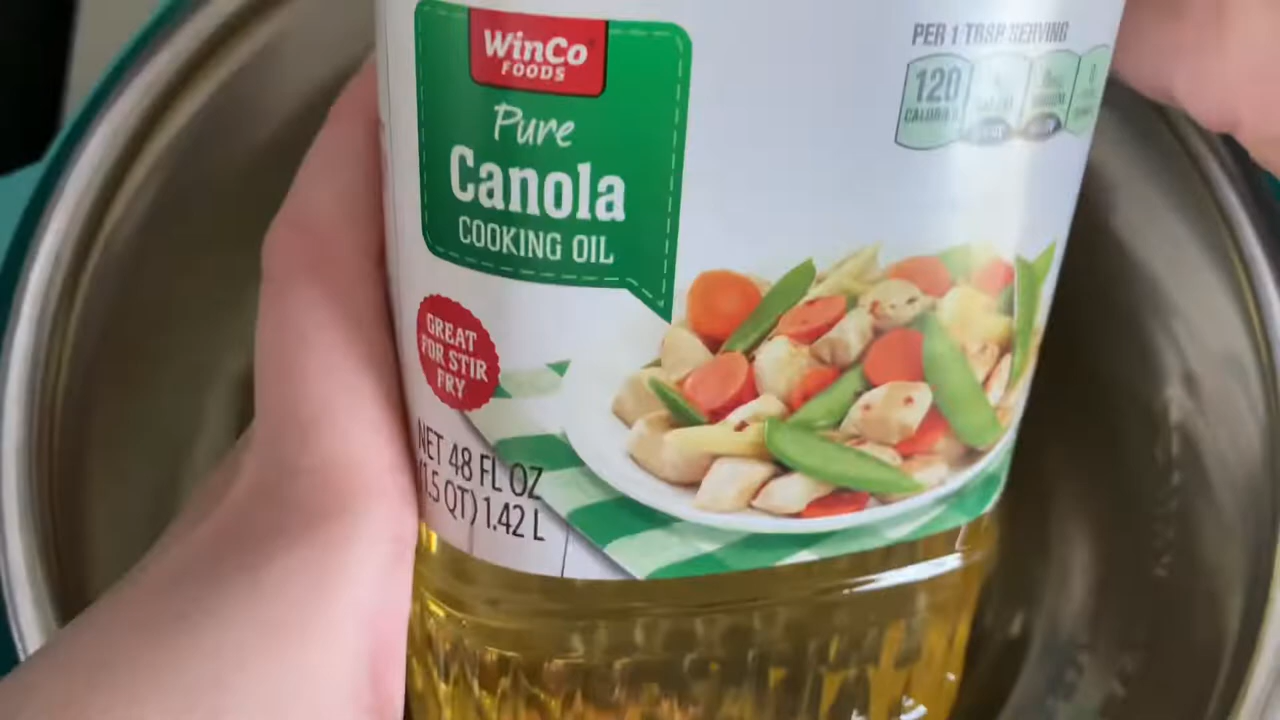 WinCo
FOODS
Pure
Canola
COOKING OIL
GREAT
FOR STIR
FRY
NET 48 FL OZ
(1.5 QT) 1.42 L
PER 1 TBSP SERVING
120
CALORIES